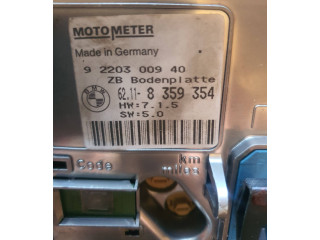 MOTOMETER
Made in Germany
9 2203 009 40
ZB Bodenplatte
62.11- 8 359 354
HW:7.1.5
SW:5.0
Code
km
miles